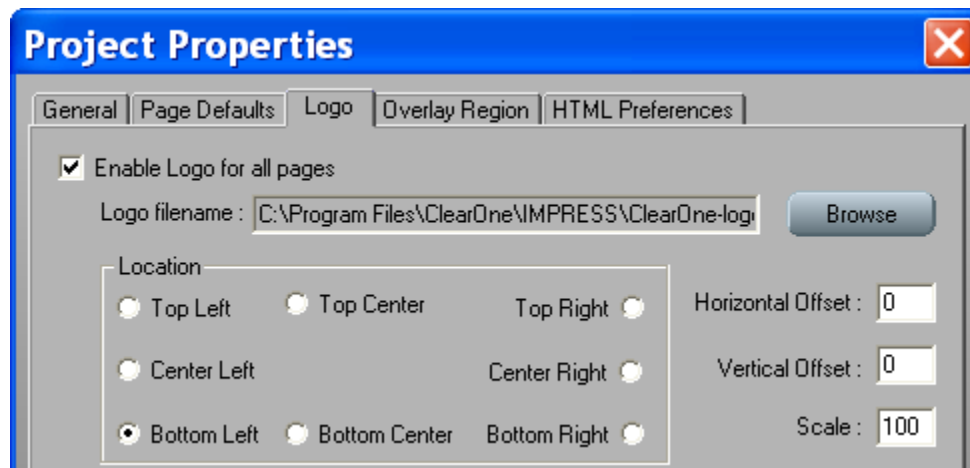 Project Properties
General Page Defaults Logo Overlay Region HTML Preferences
Enable Logo for all pages
Logo filename : C:\Program Files\ClearOne\IMPRESS\ClearOne-log Browse
Location
Top Left Top Center Top Right Horizontal Offset : 0
Center Left Center Right Vertical Offset : 0
Bottom Left Bottom Center Bottom Right Scale : 100